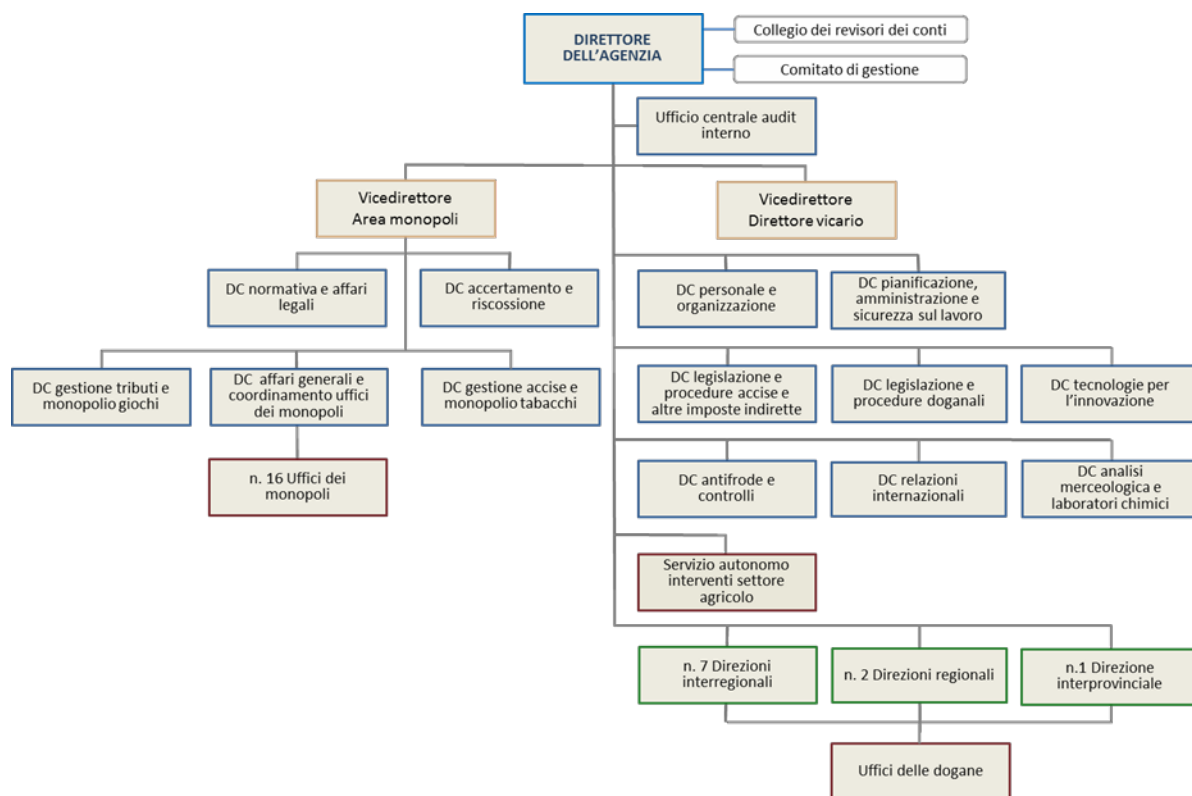 DIRETTORE
DELL'AGENZIA
Collegio dei revisori dei conti
Comitato di gestione
Ufficio centrale audit
interno
Vicedirettore
Area monopoli
Vicedirettore
Direttore vicario
DC normativa e affari
legali
DC accertamento e
riscossione
DC personale e
organizzazione
DC pianificazione,
amministrazione e
sicurezza sul lavoro
DC gestione tributi e
monopolio giochi
DC affari generali e
coordinamento uffici
dei monopoli
DC gestione accise e
monopolio tabacchi
DC legislazione e
procedure accise e
altre imposte indirette
DC legislazione e
procedure doganali
DC tecnologie per
l'innovazione
n. 16 Uffici dei
monopoli
DC antifrode e
controlli
DC relazioni
internazionali
DC analisi
merceologica e
laboratori chimici
Servizio autonomo
interventi settore
agricolo
n. 7 Direzioni
interregionali
n. 2 Direzioni regionali
n.1 Direzione
interprovinciale
Uffici delle dogane